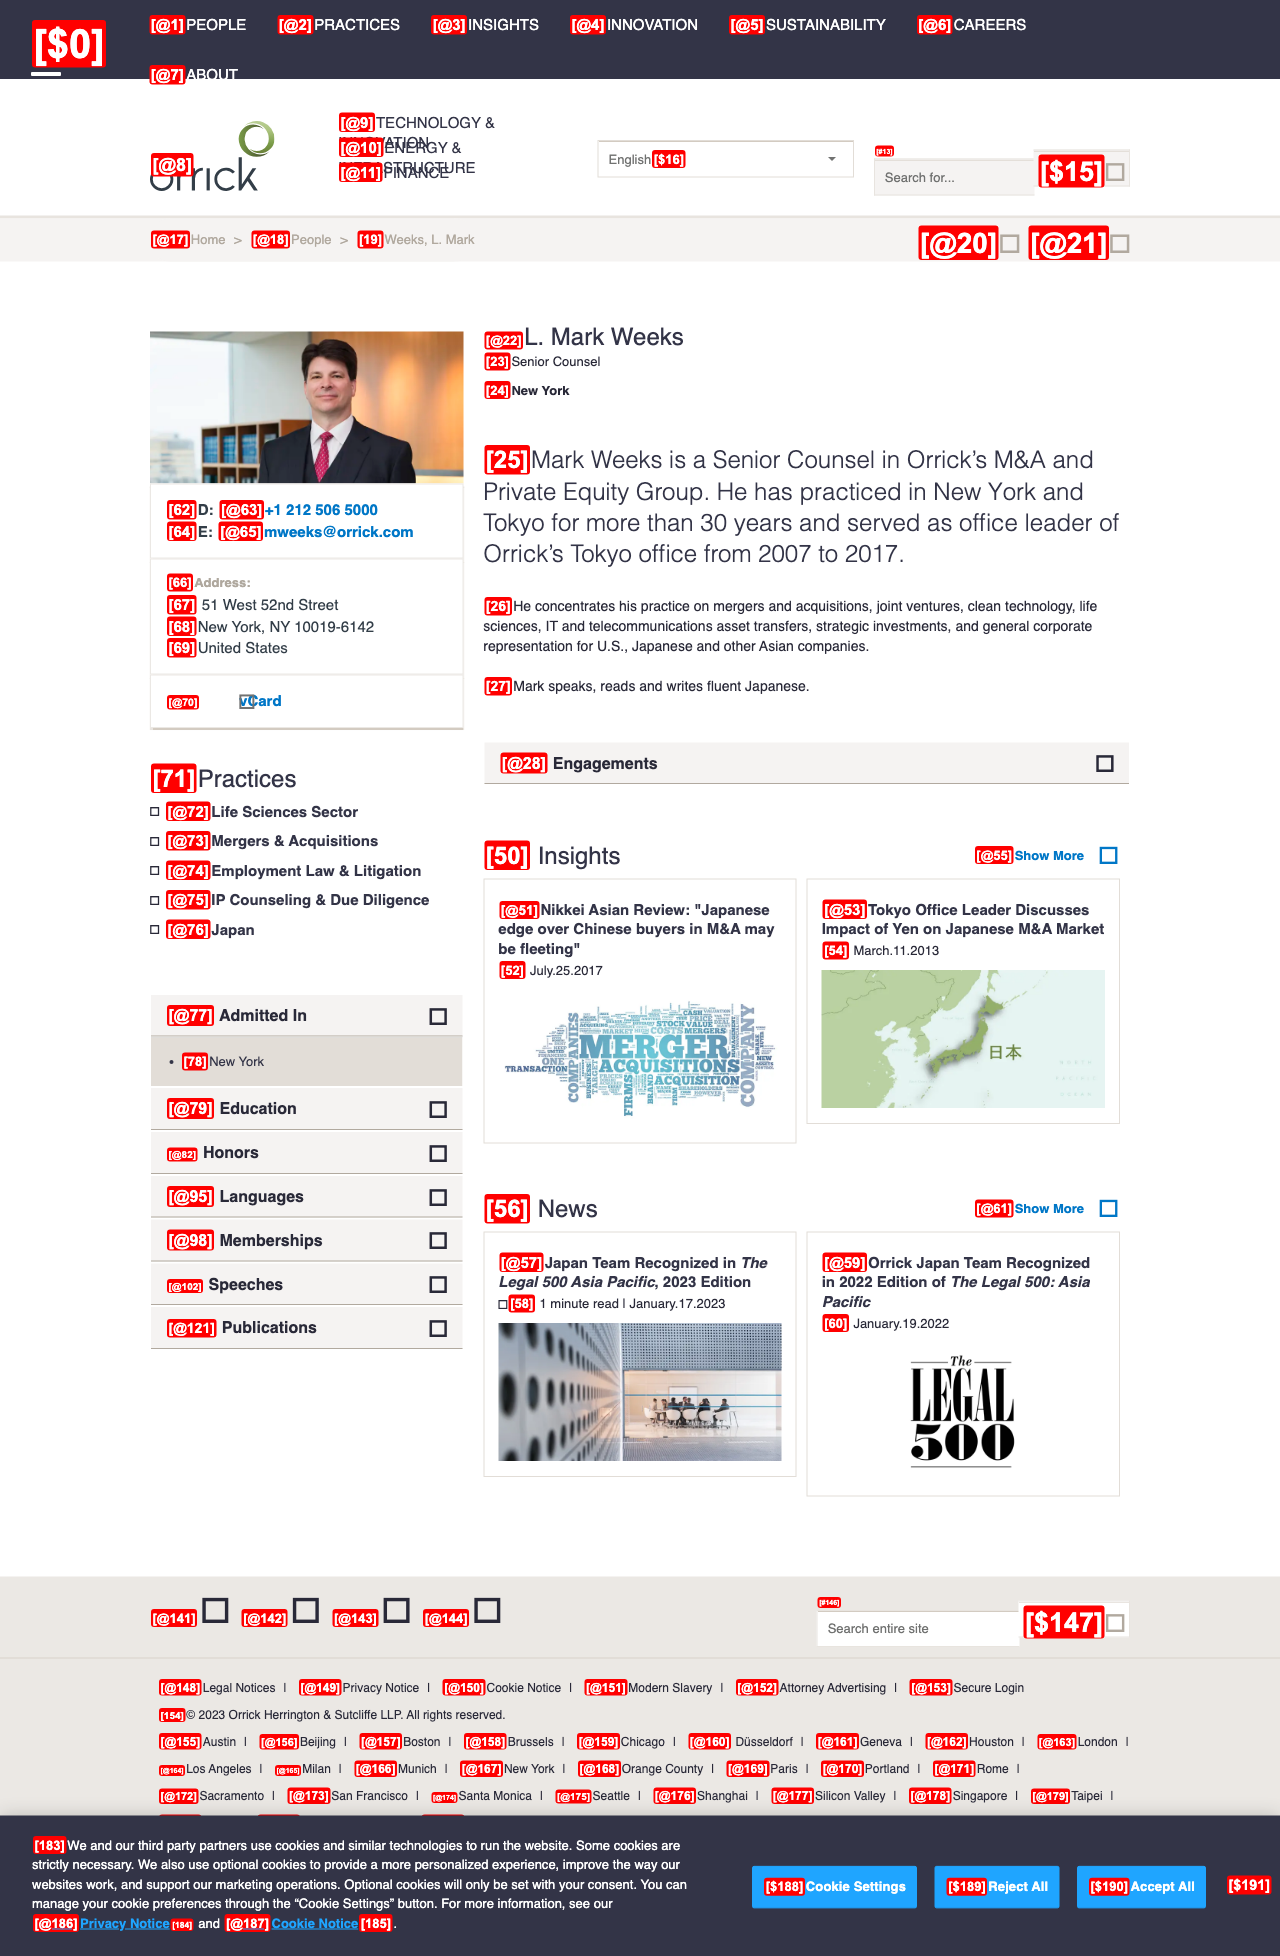 [$0]
[@1] PEOPLE [@2] PRACTICES [@3] INSIGHTS [@4] INNOVATION [@5] SUSTAINABILITY [@6] CAREERS
[@7] ABOUT
[@8] orrick
[@9] TECHNOLOGY &
[@10] ENERGY &
[@11] FINANCE
English [$16]
[#13]
Search for...
[$15]
[@17] Home > [@18] People > [19] Weeks, L. Mark
[@20] [@21]
[@22] L. Mark Weeks
[23] Senior Counsel
[24] New York
[25] Mark Weeks is a Senior Counsel in Orrick's M&A and
Private Equity Group. He has practiced in New York and
Tokyo for more than 30 years and served as office leader of
Orrick's Tokyo office from 2007 to 2017.
[26] He concentrates his practice on mergers and acquisitions, joint ventures, clean technology, life
sciences, IT and telecommunications asset transfers, strategic investments, and general corporate
representation for U.S., Japanese and other Asian companies.
[27] Mark speaks, reads and writes fluent Japanese.
[@28] Engagements
[62] D: [@63] +1 212 506 5000
[64] E: [@65] mweeks@orrick.com
[66] Address:
[67] 51 West 52nd Street
[68] New York, NY 10019-6142
[69] United States
[@70] vCard
[71] Practices
[@72] Life Sciences Sector
[@73] Mergers & Acquisitions
[@74] Employment Law & Litigation
[@75] IP Counseling & Due Diligence
[@76] Japan
[@77] Admitted In
• [78] New York
[@79] Education
[@82] Honors
[@95] Languages
[@98] Memberships
[@102] Speeches
[@121] Publications
[50] Insights
[@55] Show More
[@51] Nikkei Asian Review: "Japanese
edge over Chinese buyers in M&A may
be fleeting"
[52] July.25.2017
COMPANIES
MERGER
ACQUISITIONS
ACQUISITION
COMPANY
TRANSACTION
FIRMS
ONE
STOCK VALUE
COSTS MERGERS
[@53] Tokyo Office Leader Discusses
Impact of Yen on Japanese M&A Market
[54] March.11.2013
日本
[56] News
[@61] Show More
[@57] Japan Team Recognized in The
Legal 500 Asia Pacific, 2023 Edition
[58] 1 minute read | January.17.2023
[@59] Orrick Japan Team Recognized
in 2022 Edition of The Legal 500: Asia
Pacific
[60] January.19.2022
The
LEGAL
500
[@141] [@142] [@143] [@144]
[#146]
Search entire site
[$147]
[@148] Legal Notices | [@149] Privacy Notice | [@150] Cookie Notice | [@151] Modern Slavery | [@152] Attorney Advertising | [@153] Secure Login
[154] © 2023 Orrick Herrington & Sutcliffe LLP. All rights reserved.
[@155] Austin | [@156] Beijing | [@157] Boston | [@158] Brussels | [@159] Chicago | [@160] Düsseldorf | [@161] Geneva | [@162] Houston | [@163] London |
[@164] Los Angeles | [@165] Milan | [@166] Munich | [@167] New York | [@168] Orange County | [@169] Paris | [@170] Portland | [@171] Rome |
[@172] Sacramento | [@173] San Francisco | [@174] Santa Monica | [@175] Seattle | [@176] Shanghai | [@177] Silicon Valley | [@178] Singapore | [@179] Taipei |
[183] We and our third party partners use cookies and similar technologies to run the website. Some cookies are
strictly necessary. We also use optional cookies to provide a more personalized experience, improve the way our
websites work, and support our marketing operations. Optional cookies will only be set with your consent. You can
manage your cookie preferences through the “Cookie Settings” button. For more information, see our
[@186] Privacy Notice [184] and [@187] Cookie Notice [185].
[$188] Cookie Settings
[$189] Reject All
[$190] Accept All
[$191]